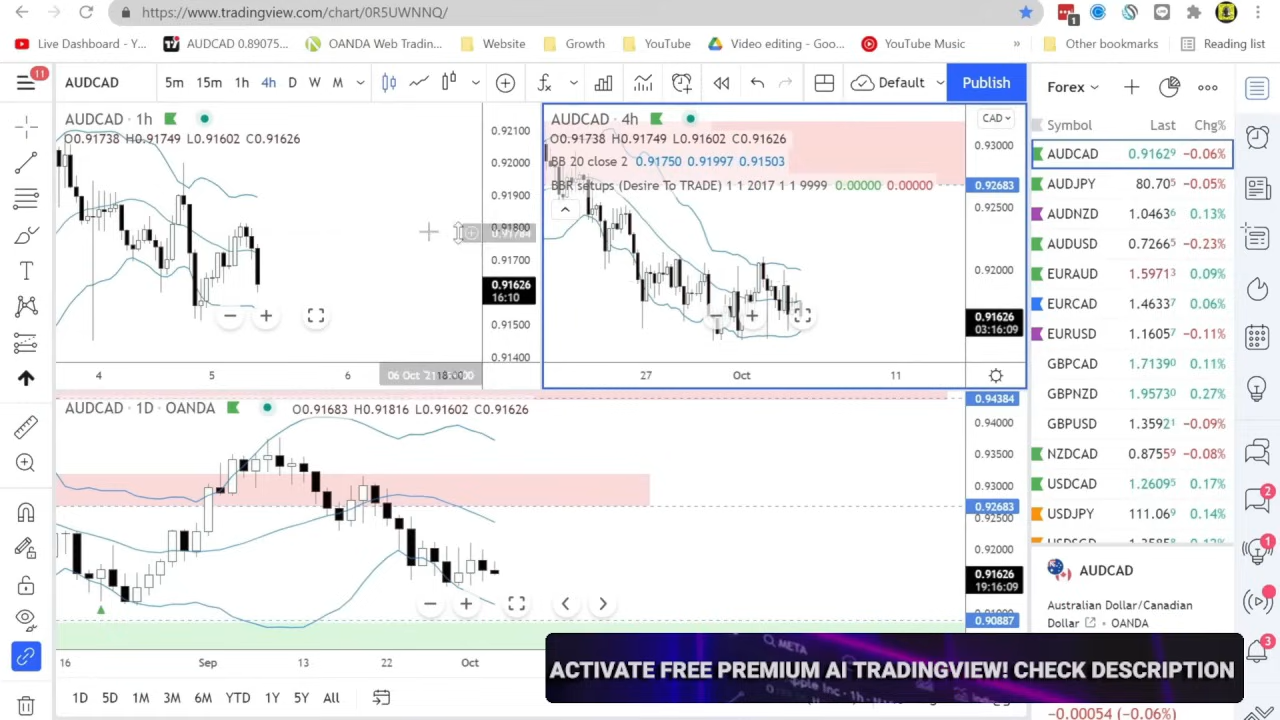 https://www.tradingview.com/chart/0R5UWNNQ/
1
Live Dashboard - Y...
AUDCAD 0.89075...
OANDA Web Tradin...
Website
Growth
YouTube
Video editing - Goo...
YouTube Music
»
Other bookmarks
Reading list
11
AUDCAD
5m 15m 1h 4h D W M
Default
Publish
Forex
AUDCAD · 1h
O0.91738 H0.91749 L0.91602 C0.91626
0.92100
0.92000
0.91900
0.91800
0.91784
0.91700
0.91626
16:10
0.91500
0.91400
4 5 6 06 Oct '21
AUDCAD · 4h
CAD
O0.91738 H0.91749 L0.91602 C0.91626
BB 20 close 2 0.91750 0.91997 0.91503
BBR setups (Desire To TRADE) 1 1 2017 1 1 9999 0.00000 0.00000
0.93000
0.92683
0.92500
0.92000
0.91626
03:16:09
27 Oct 11
AUDCAD · 1D · OANDA
O0.91683 H0.91816 L0.91602 C0.91626
0.94384
0.94000
0.93500
0.93000
0.92683
0.92500
0.92000
0.91626
19:16:09
0.90887
16 Sep 13 22 Oct
1D 5D 1M 3M 6M YTD 1Y 5Y All
Symbol Last Chg%
AUDCAD 0.91629 −0.06%
AUDJPY 80.705 −0.05%
AUDNZD 1.04636 0.13%
AUDUSD 0.72665 −0.23%
EURAUD 1.59713 0.09%
EURCAD 1.46337 0.06%
EURUSD 1.16057 −0.11%
GBPCAD 1.71390 0.11%
GBPNZD 1.95730 0.27%
GBPUSD 1.35921 −0.09%
NZDCAD 0.87559 −0.08%
USDCAD 1.26095 0.17%
USDJPY 111.069 0.14%
AUDCAD
Australian Dollar/Canadian
Dollar · OANDA
2
1
3
ACTIVATE FREE PREMIUM AI TRADINGVIEW! CHECK DESCRIPTION
−0.00054 (−0.06%)